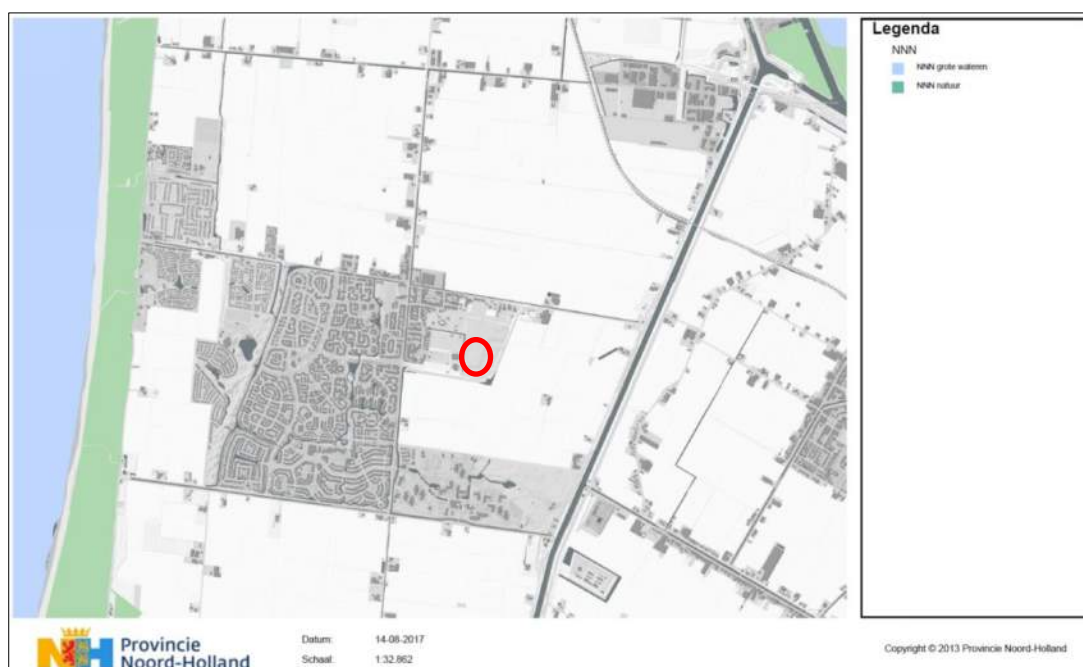 Legenda
NNN
NNN grote wateren
NNN natuur
NH Provincie
Noord-Holland
Datum: 14-08-2017
Schaal: 1:32.862
Copyright © 2013 Provincie Noord-Holland